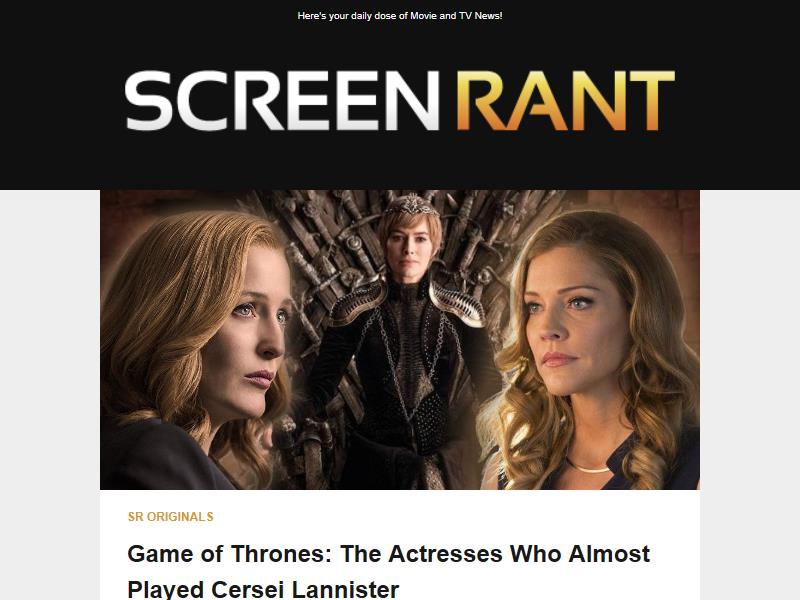 Here's your daily dose of Movie and TV News!
SCREEN RANT
SR ORIGINALS
Game of Thrones: The Actresses Who Almost
Played Cersei Lannister